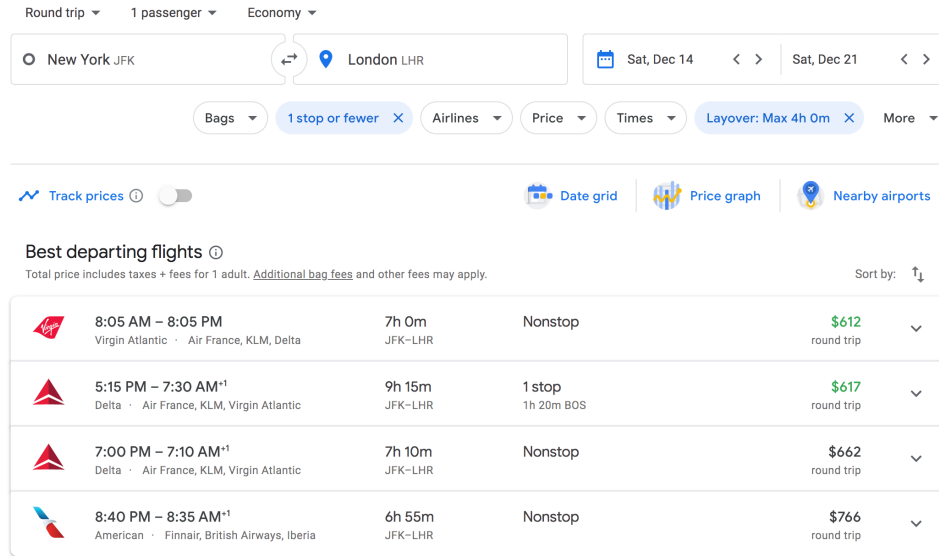 Round trip 1 passenger Economy
New York JFK London LHR Sat, Dec 14 Sat, Dec 21
Bags 1 stop or fewer Airlines Price Times Layover: Max 4h 0m More
Track prices Date grid Price graph Nearby airports
Best departing flights
Total price includes taxes + fees for 1 adult. Additional bag fees and other fees may apply. Sort by:
8:05 AM – 8:05 PM 7h 0m Nonstop $612
Virgin Atlantic · Air France, KLM, Delta JFK–LHR round trip
5:15 PM – 7:30 AM+1 9h 15m 1 stop $617
Delta · Air France, KLM, Virgin Atlantic JFK–LHR 1h 20m BOS round trip
7:00 PM – 7:10 AM+1 7h 10m Nonstop $662
Delta · Air France, KLM, Virgin Atlantic JFK–LHR round trip
8:40 PM – 8:35 AM+1 6h 55m Nonstop $766
American · Finnair, British Airways, Iberia JFK–LHR round trip